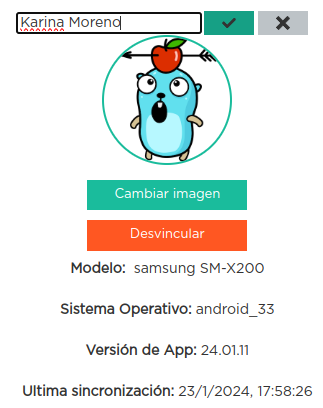 Karina Moreno
Cambiar imagen
Desvincular
Modelo: samsung SM-X200
Sistema Operativo: android_33
Versión de App: 24.01.11
Ultima sincronización: 23/1/2024, 17:58:26